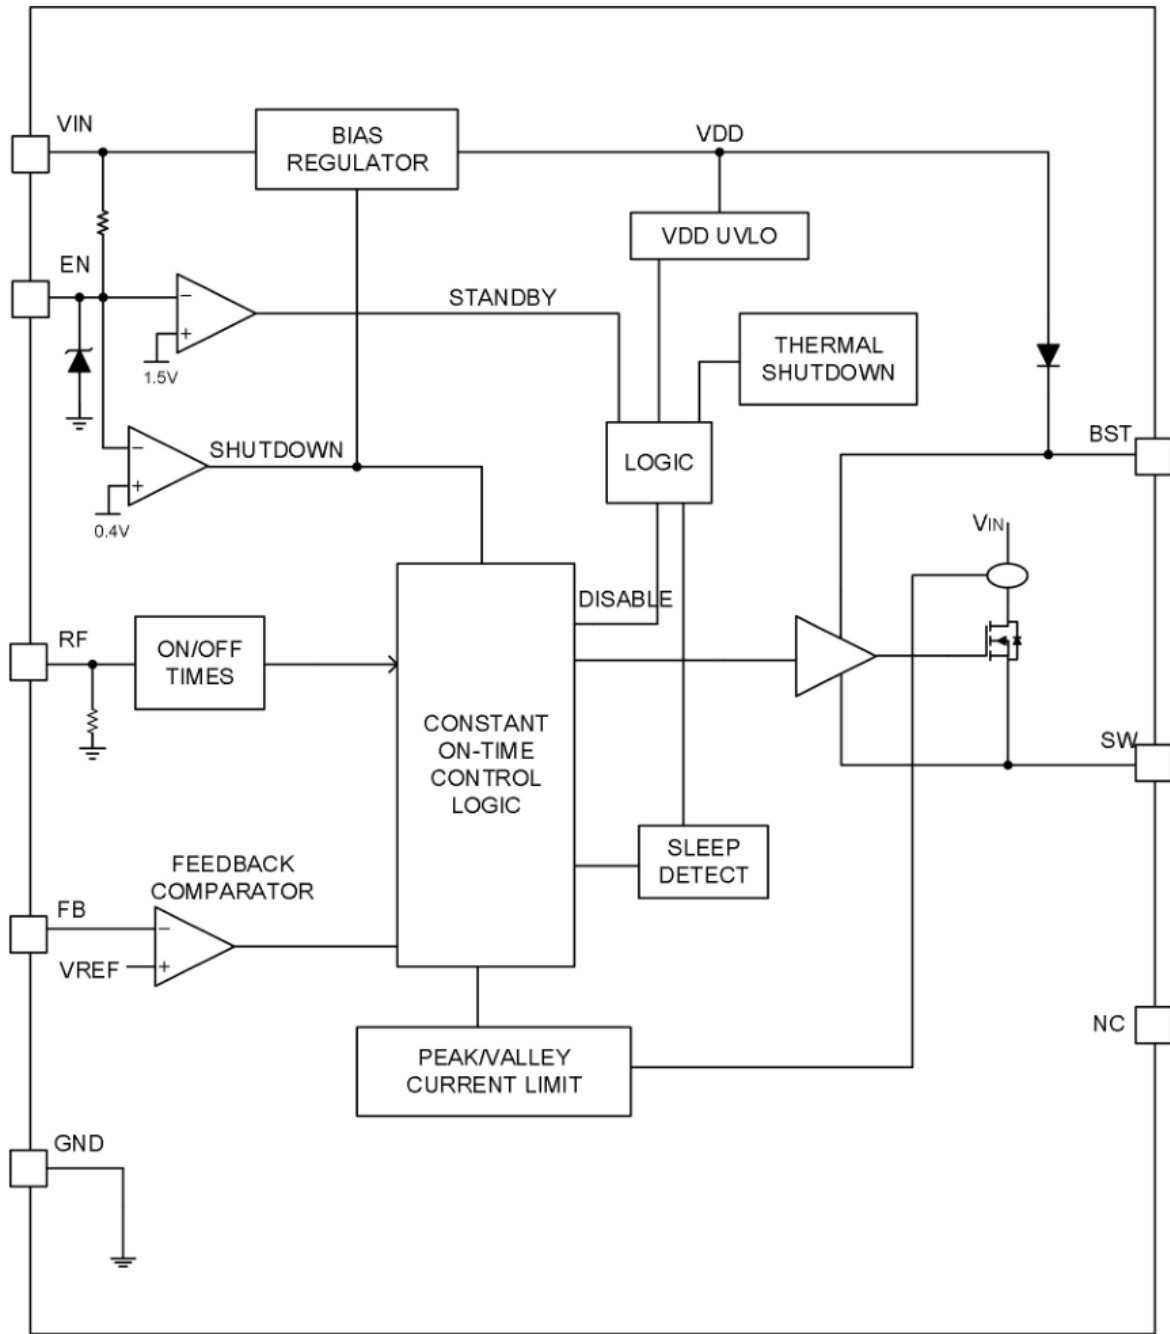 VIN
BIAS
REGULATOR
VDD
VDD UVLO
EN
−
+
1.5V
STANDBY
THERMAL
SHUTDOWN
−
+
0.4V
SHUTDOWN
LOGIC
BST
VIN
DISABLE
RF
ON/OFF
TIMES
CONSTANT
ON-TIME
CONTROL
LOGIC
SW
SLEEP
DETECT
FEEDBACK
COMPARATOR
FB
−
VREF
+
NC
PEAK/VALLEY
CURRENT LIMIT
GND